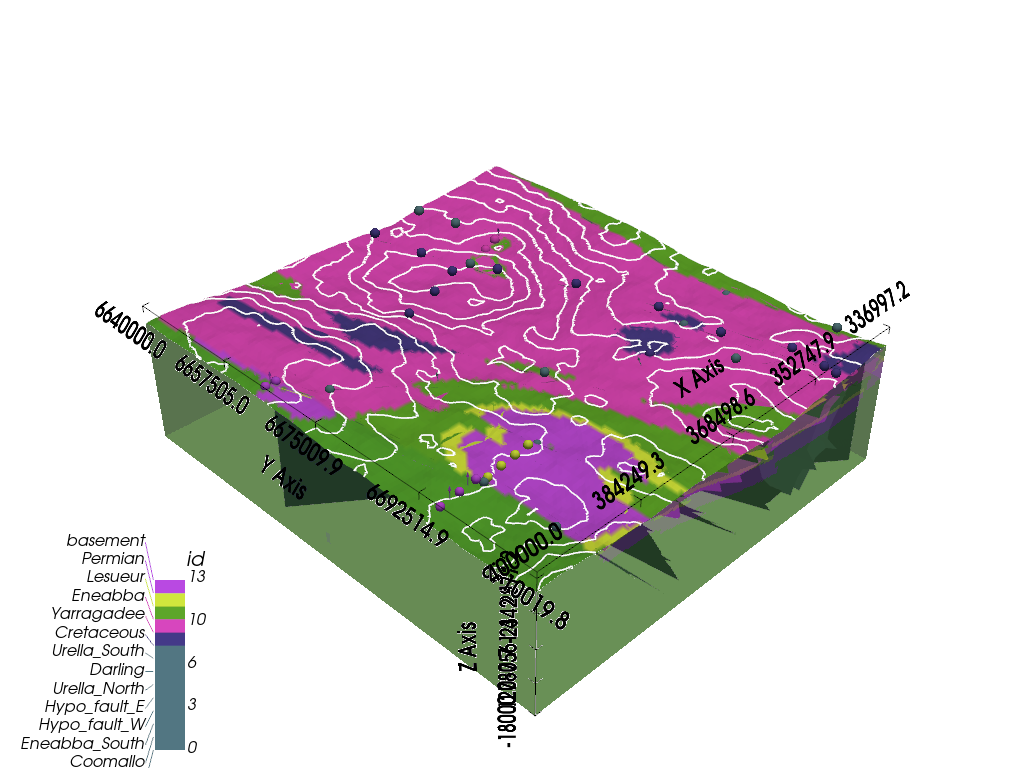 336997.2
352747.9
X Axis
368498.6
384249.3
400000.0
6640000.0
6657505.0
6675009.9
Y Axis
6692514.9
Z Axis
id
basement
Permian
Lesueur
Eneabba
Yarragadee
Cretaceous
Urella_South
Darling
Urella_North
Hypo_fault_E
Hypo_fault_W
Eneabba_South
Coomallo
13
10
6
3
0